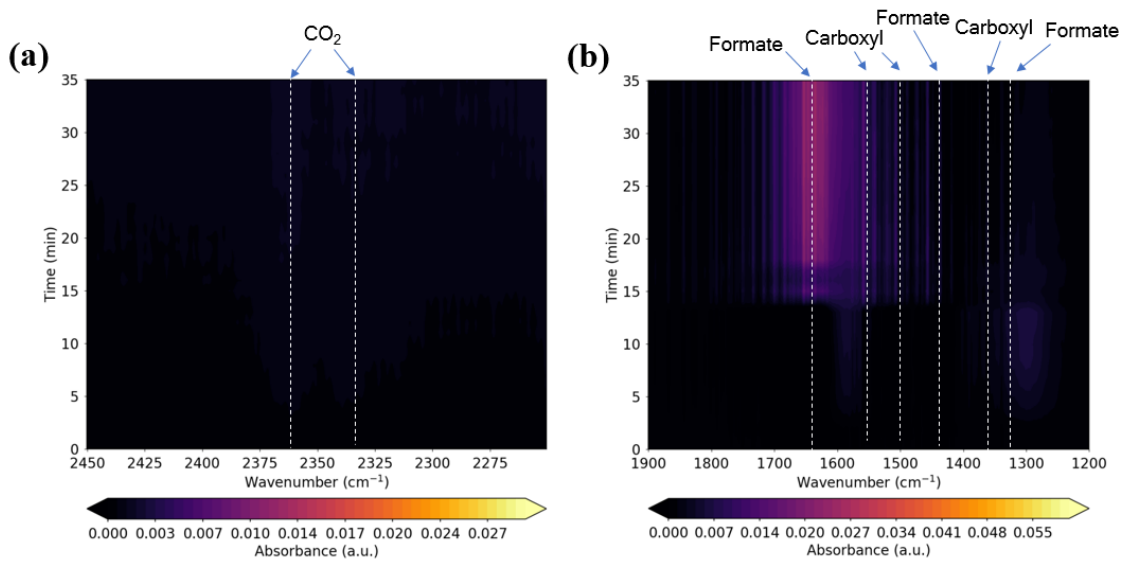 (a)
CO₂
35
30
25
20
15
10
5
0
Time (min)
2450 2425 2400 2375 2350 2325 2300 2275
Wavenumber (cm⁻¹)
0.000 0.003 0.007 0.010 0.014 0.017 0.020 0.024 0.027
Absorbance (a.u.)
(b)
Formate Carboxyl Formate Carboxyl Formate
35
30
25
20
15
10
5
0
Time (min)
1900 1800 1700 1600 1500 1400 1300 1200
Wavenumber (cm⁻¹)
0.000 0.007 0.014 0.020 0.027 0.034 0.041 0.048 0.055
Absorbance (a.u.)